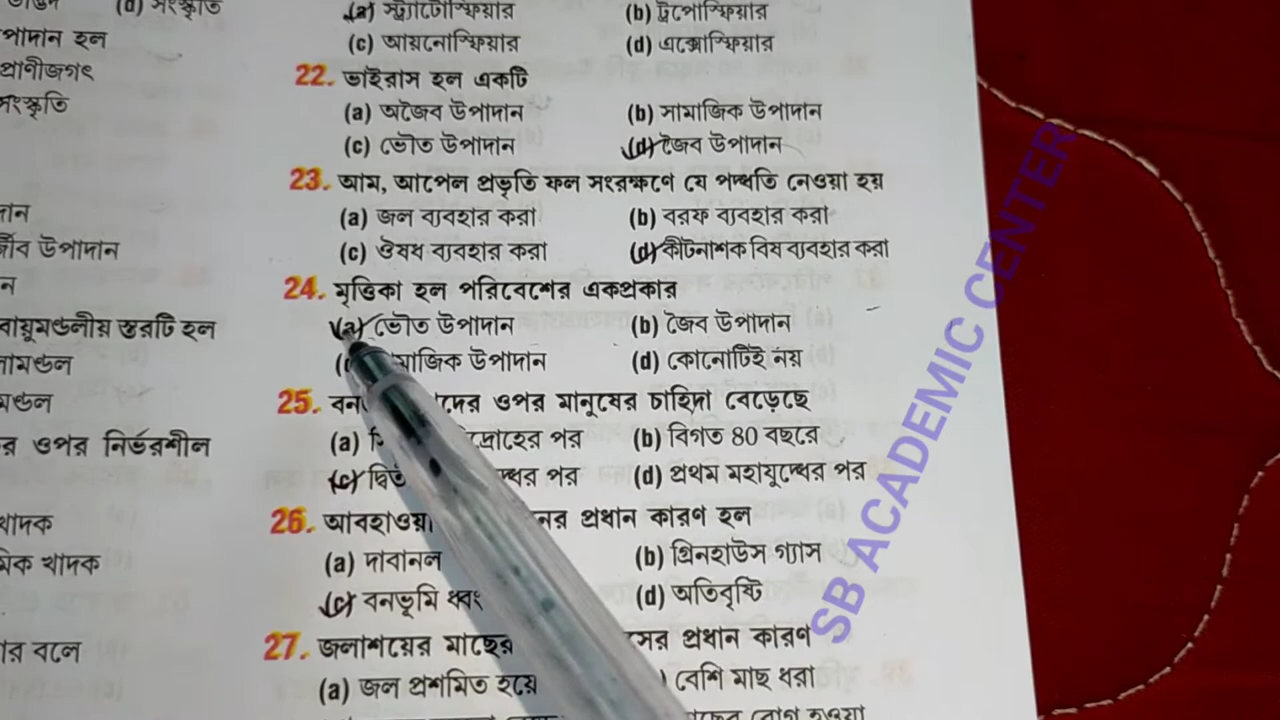 (d) সংস্কৃতি
পাদান হল
প্রাণীজগৎ
সংস্কৃতি
র্জীব উপাদান
বায়ুমণ্ডলীয় স্তরটি হল
র ওপর নির্ভরশীল
খাদক
মিক খাদক
(a) স্ট্র্যাটোস্ফিয়ার (b) ট্রপোস্ফিয়ার
(c) আয়নোস্ফিয়ার (d) এক্সোস্ফিয়ার
22. ভাইরাস হল একটি
(a) অজৈব উপাদান (b) সামাজিক উপাদান
(c) ভৌত উপাদান (d) জৈব উপাদান
23. আম, আপেল প্রভৃতি ফল সংরক্ষণে যে পদ্ধতি নেওয়া হয়
(a) জল ব্যবহার করা (b) বরফ ব্যবহার করা
(c) ঔষধ ব্যবহার করা (d) কীটনাশক বিষ ব্যবহার করা
24. মৃত্তিকা হল পরিবেশের একপ্রকার
(a) ভৌত উপাদান (b) জৈব উপাদান
মাজিক উপাদান (d) কোনোটিই নয়
25. বন দের ওপর মানুষের চাহিদা বেড়েছে
(a) দ্রোহের পর (b) বিগত 80 বছরে
(c) দ্বিত দ্ধের পর (d) প্রথম মহাযুদ্ধের পর
26. আবহাওয়া নের প্রধান কারণ হল
(a) দাবানল (b) গ্রিনহাউস গ্যাস
(c) বনভূমি ধ্বং (d) অতিবৃষ্টি
27. জলাশয়ের মাছের সের প্রধান কারণ
(a) জল প্রশমিত হয়ে বেশি মাছ ধরা
SB ACADEMIC CENTER